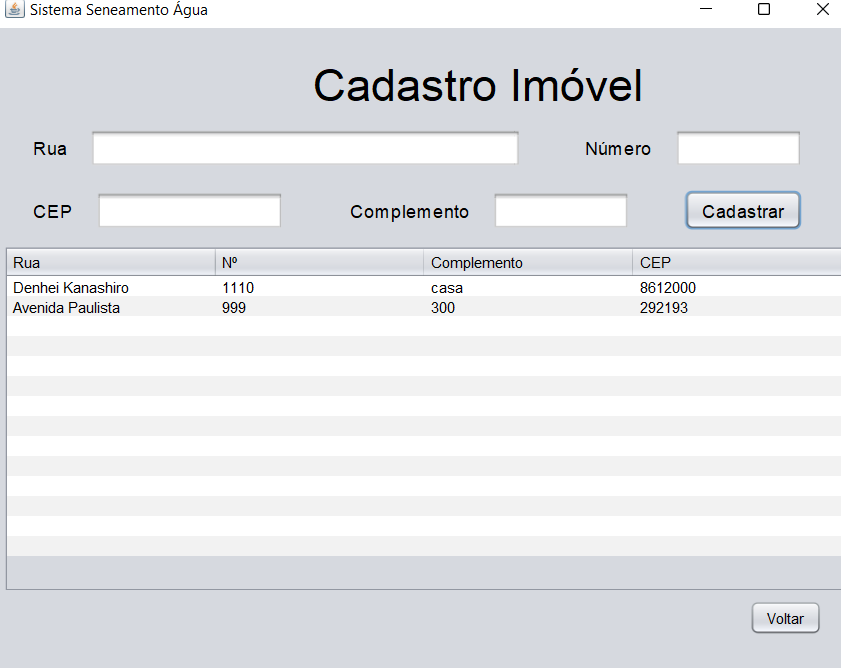 Sistema Seneamento Água
Cadastro Imóvel
Rua Número
CEP Complemento Cadastrar
Rua Nº Complemento CEP
Denhei Kanashiro 1110 casa 8612000
Avenida Paulista 999 300 292193
Voltar